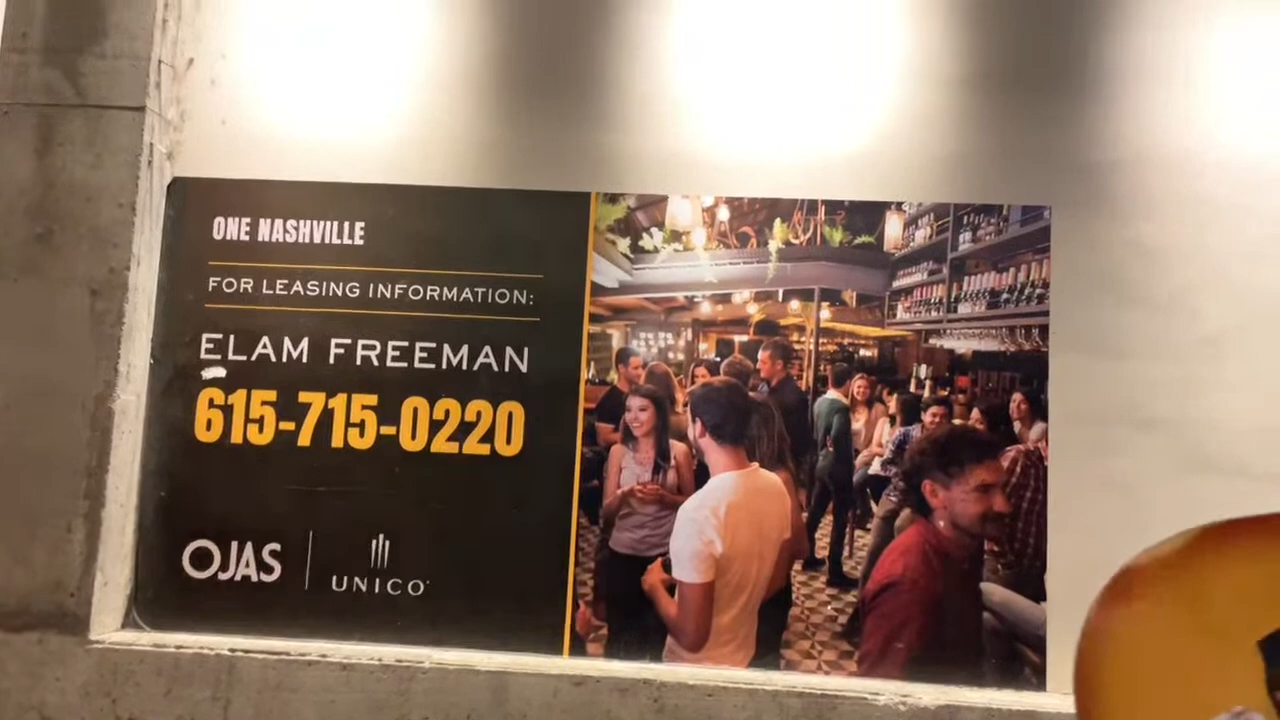 ONE NASHVILLE
FOR LEASING INFORMATION:
ELAM FREEMAN
615-715-0220
OJAS
UNICO